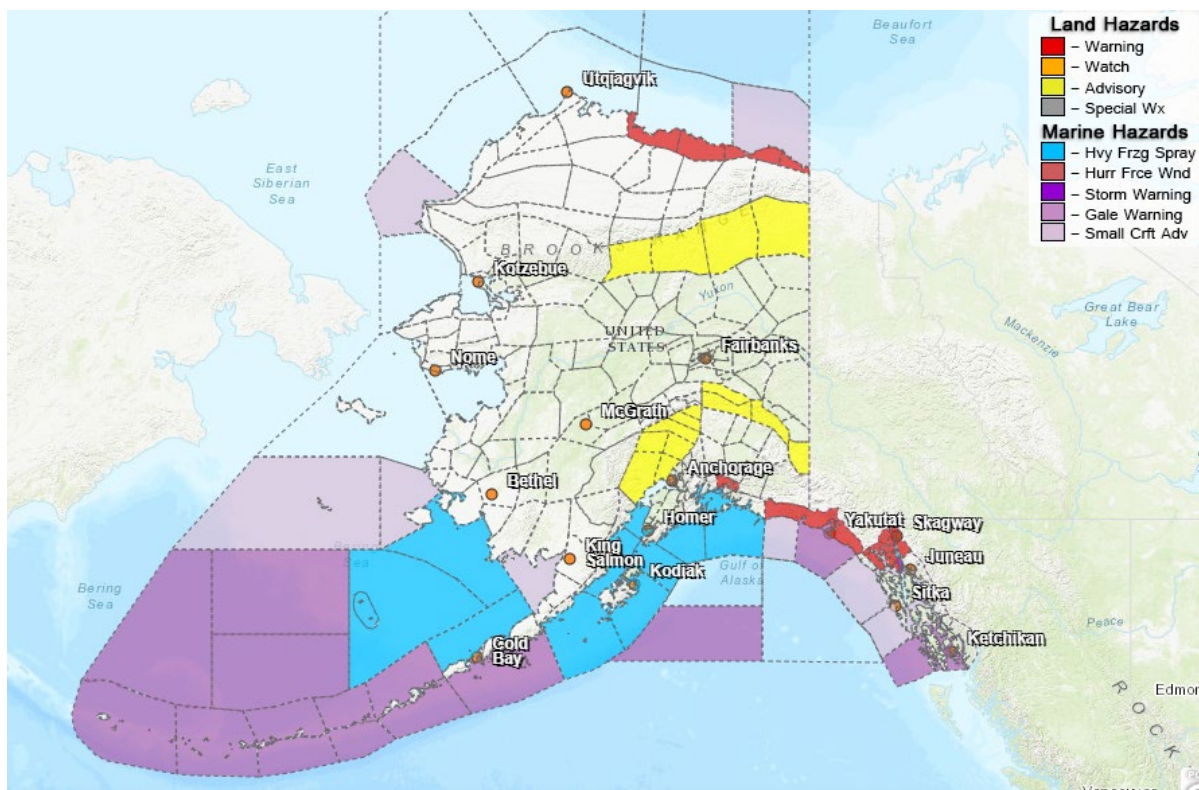 Beaufort
Sea
Land Hazards
– Warning
– Watch
– Advisory
– Special Wx
Marine Hazards
– Hvy Frzg Spray
– Hurr Frce Wnd
– Storm Warning
– Gale Warning
– Small Crft Adv
Utqiagvik
East
Siberian
Sea
BROOKS RANGE
Kotzebue
Yukon
Great Bear
Lake
Mackenzie
UNITED
STATES
Fairbanks
Nome
McGrath
Anchorage
Bethel
Homer
Yakutat
Skagway
King
Salmon
Juneau
Kodiak
Gulf of
Alaska
Bering
Sea
Sitka
Peace
Cold
Bay
Ketchikan
ROCK
Edmon